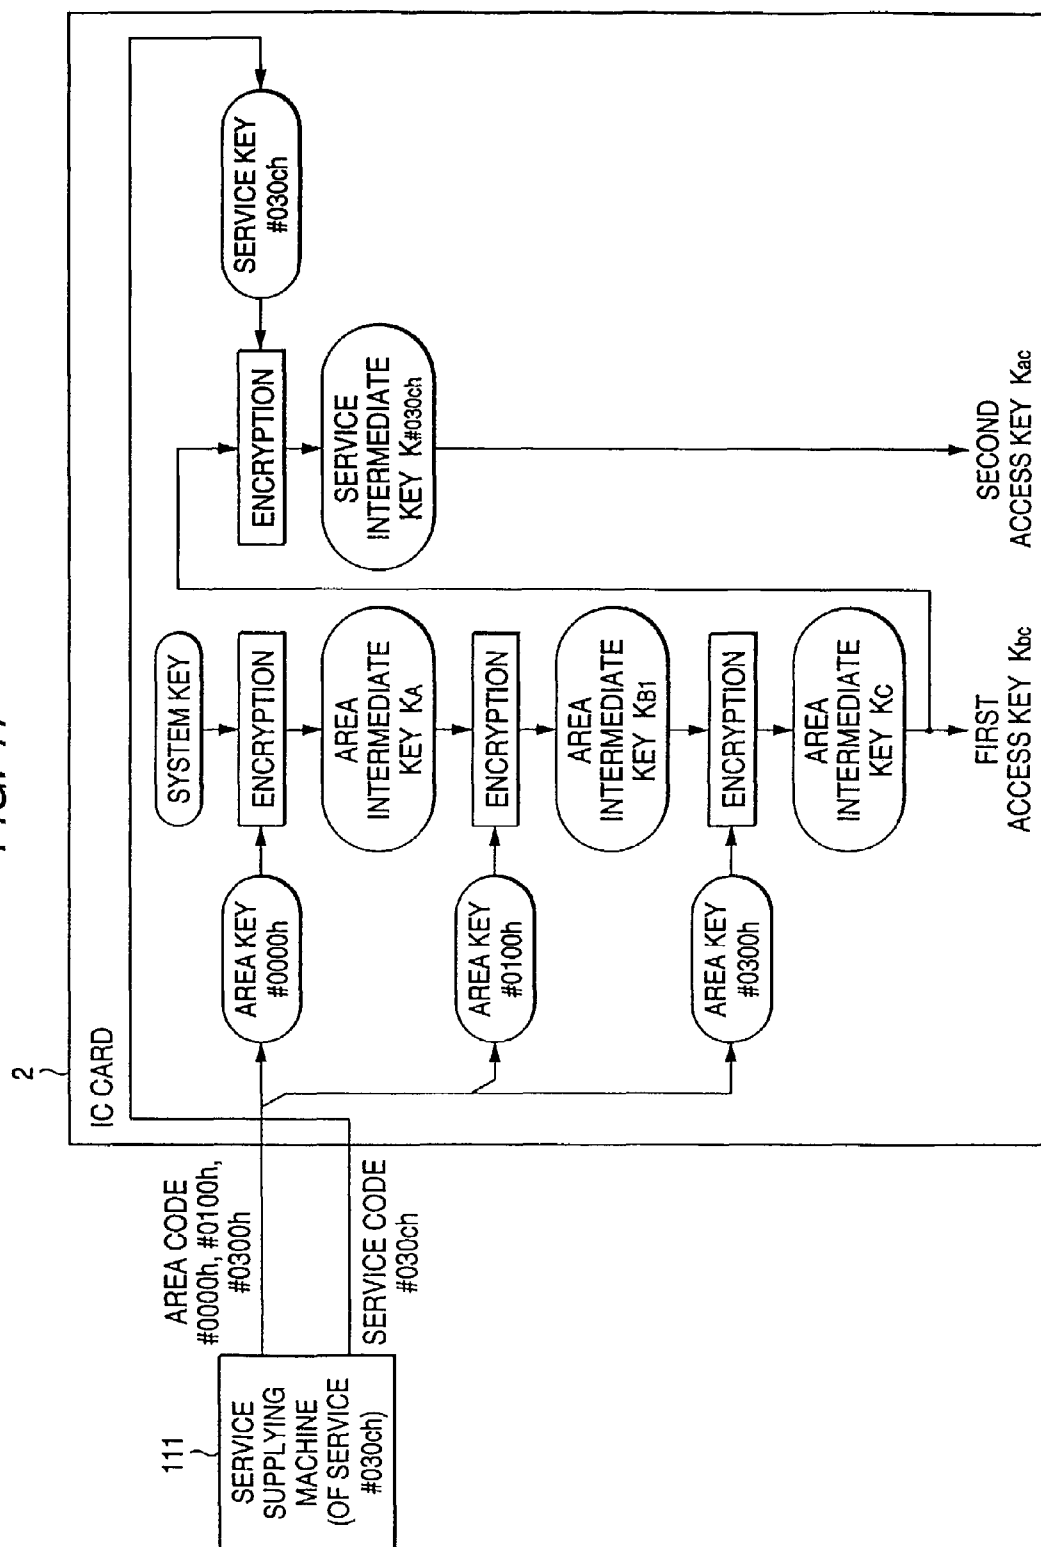 2
IC CARD
111
SERVICE
SUPPLYING
MACHINE
(OF SERVICE
#030ch)
AREA CODE
#0000h, #0100h,
#0300h
SERVICE CODE
#030ch
SYSTEM KEY
AREA KEY
#0000h
ENCRYPTION
AREA
INTERMEDIATE
KEY KA
AREA KEY
#0100h
ENCRYPTION
AREA
INTERMEDIATE
KEY KB1
AREA KEY
#0300h
ENCRYPTION
AREA
INTERMEDIATE
KEY KC
FIRST
ACCESS KEY Kbc
SERVICE KEY
#030ch
ENCRYPTION
SERVICE
INTERMEDIATE
KEY K#030ch
SECOND
ACCESS KEY Kac